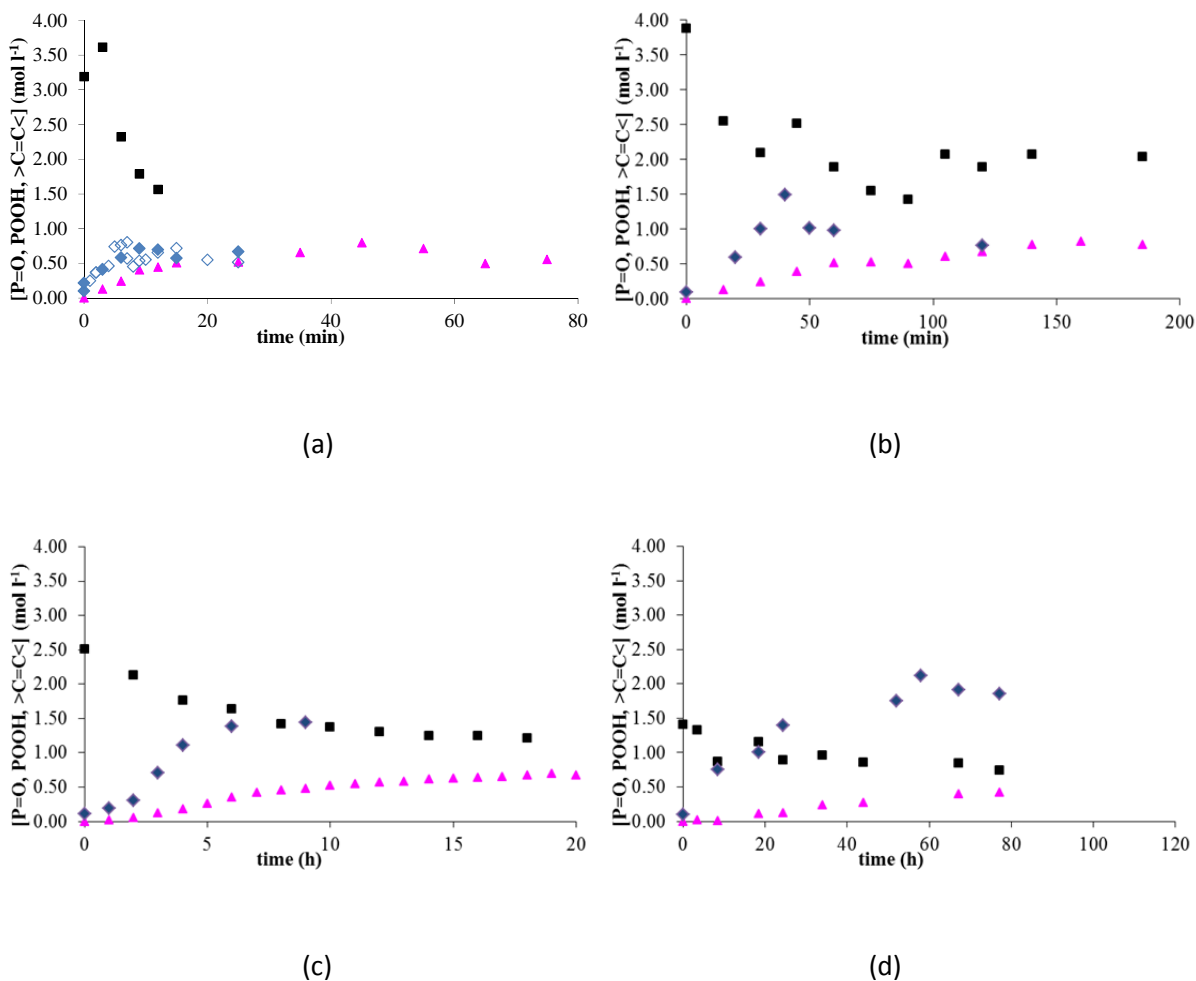 [P=O, POOH, >C=C<] (mol l-1)
4.00
3.50
3.00
2.50
2.00
1.50
1.00
0.50
0.00
0 20 40 60 80
time (min)
(a)
[P=O, POOH, >C=C<] (mol l-1)
4.00
3.50
3.00
2.50
2.00
1.50
1.00
0.50
0.00
0 50 100 150 200
time (min)
(b)
[P=O, POOH, >C=C<] (mol l-1)
4.00
3.50
3.00
2.50
2.00
1.50
1.00
0.50
0.00
0 5 10 15 20
time (h)
(c)
[P=O, POOH, >C=C<] (mol l-1)
4.00
3.50
3.00
2.50
2.00
1.50
1.00
0.50
0.00
0 20 40 60 80 100 120
time (h)
(d)